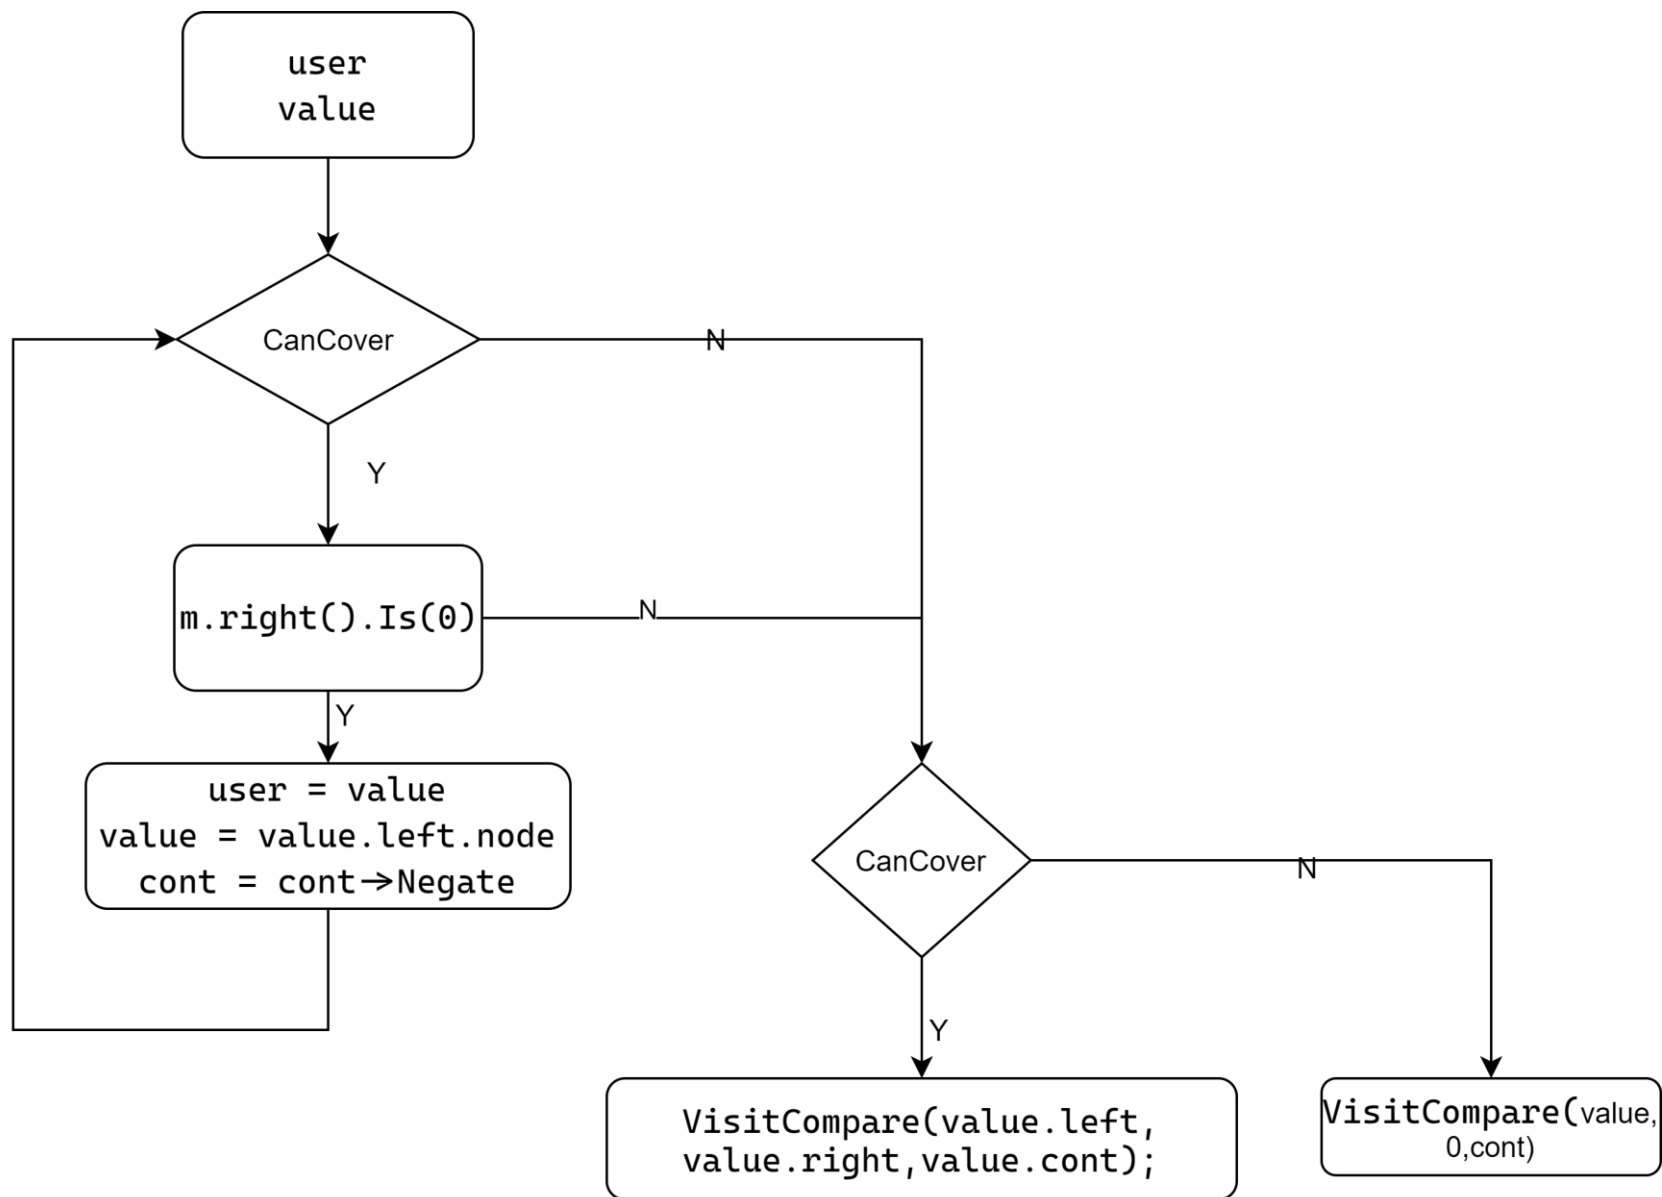 user
value
CanCover
N
Y
m.right().Is(0)
N
Y
user = value
value = value.left.node
cont = cont→Negate
CanCover
N
Y
VisitCompare(value.left,
value.right,value.cont);
VisitCompare(value,
0,cont)